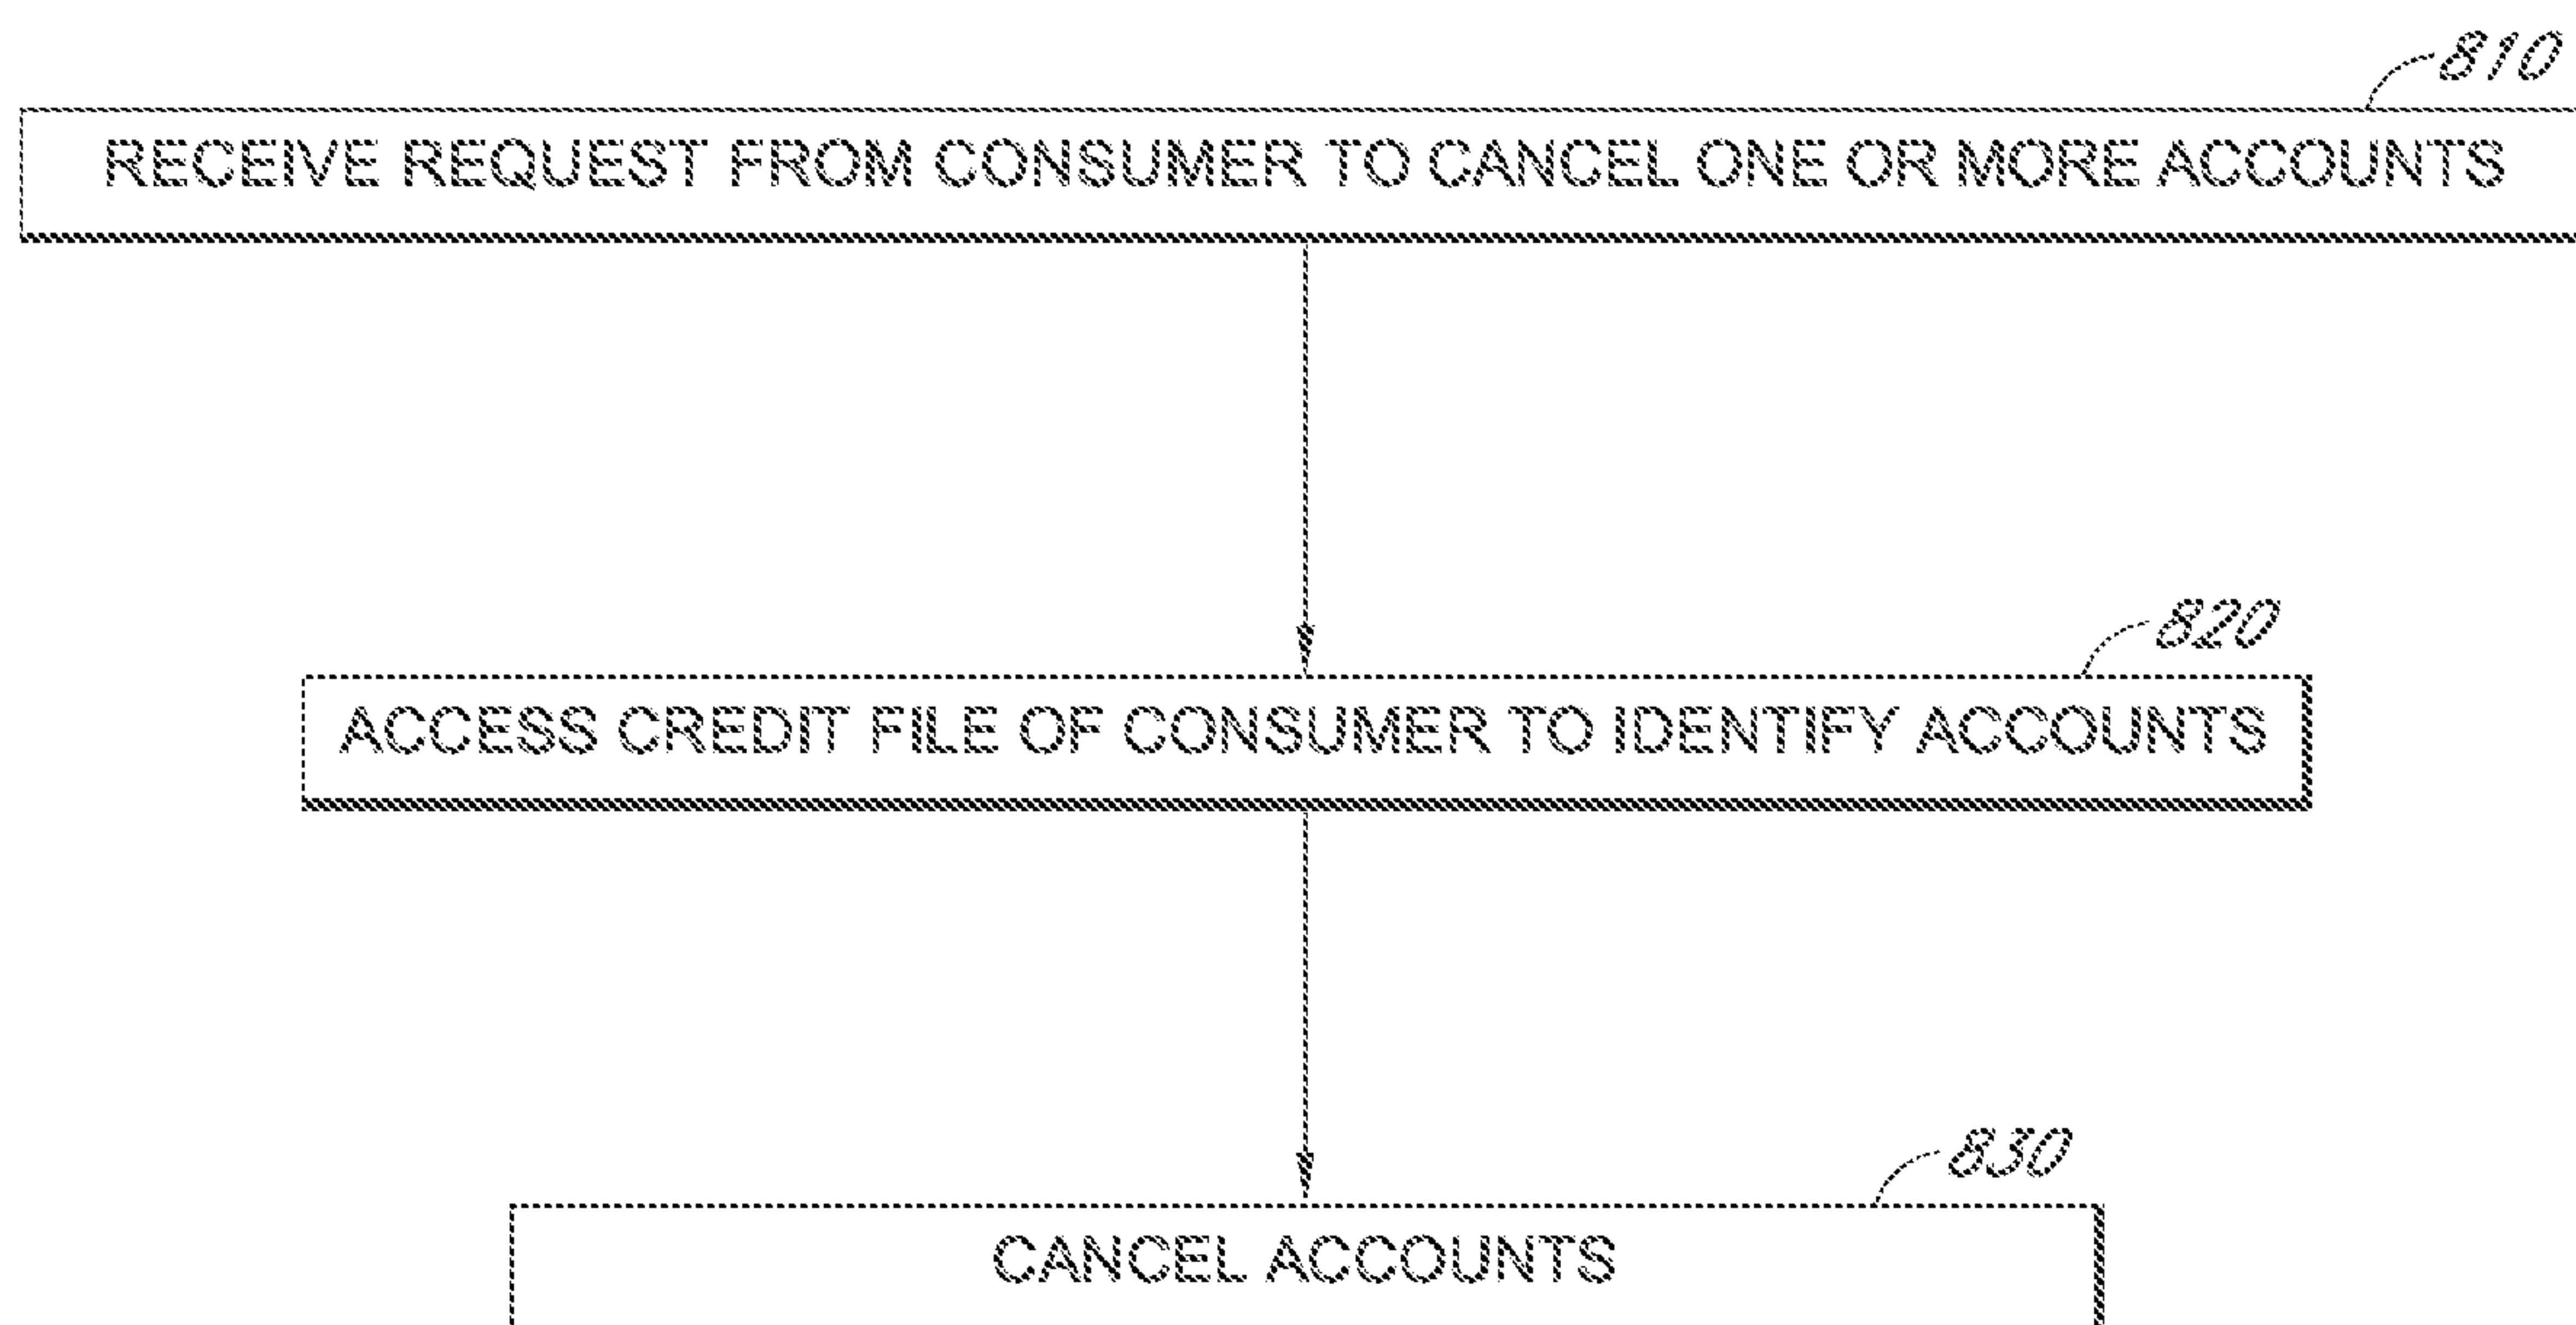 810
RECEIVE REQUEST FROM CONSUMER TO CANCEL ONE OR MORE ACCOUNTS
820
ACCESS CREDIT FILE OF CONSUMER TO IDENTIFY ACCOUNTS
830
CANCEL ACCOUNTS